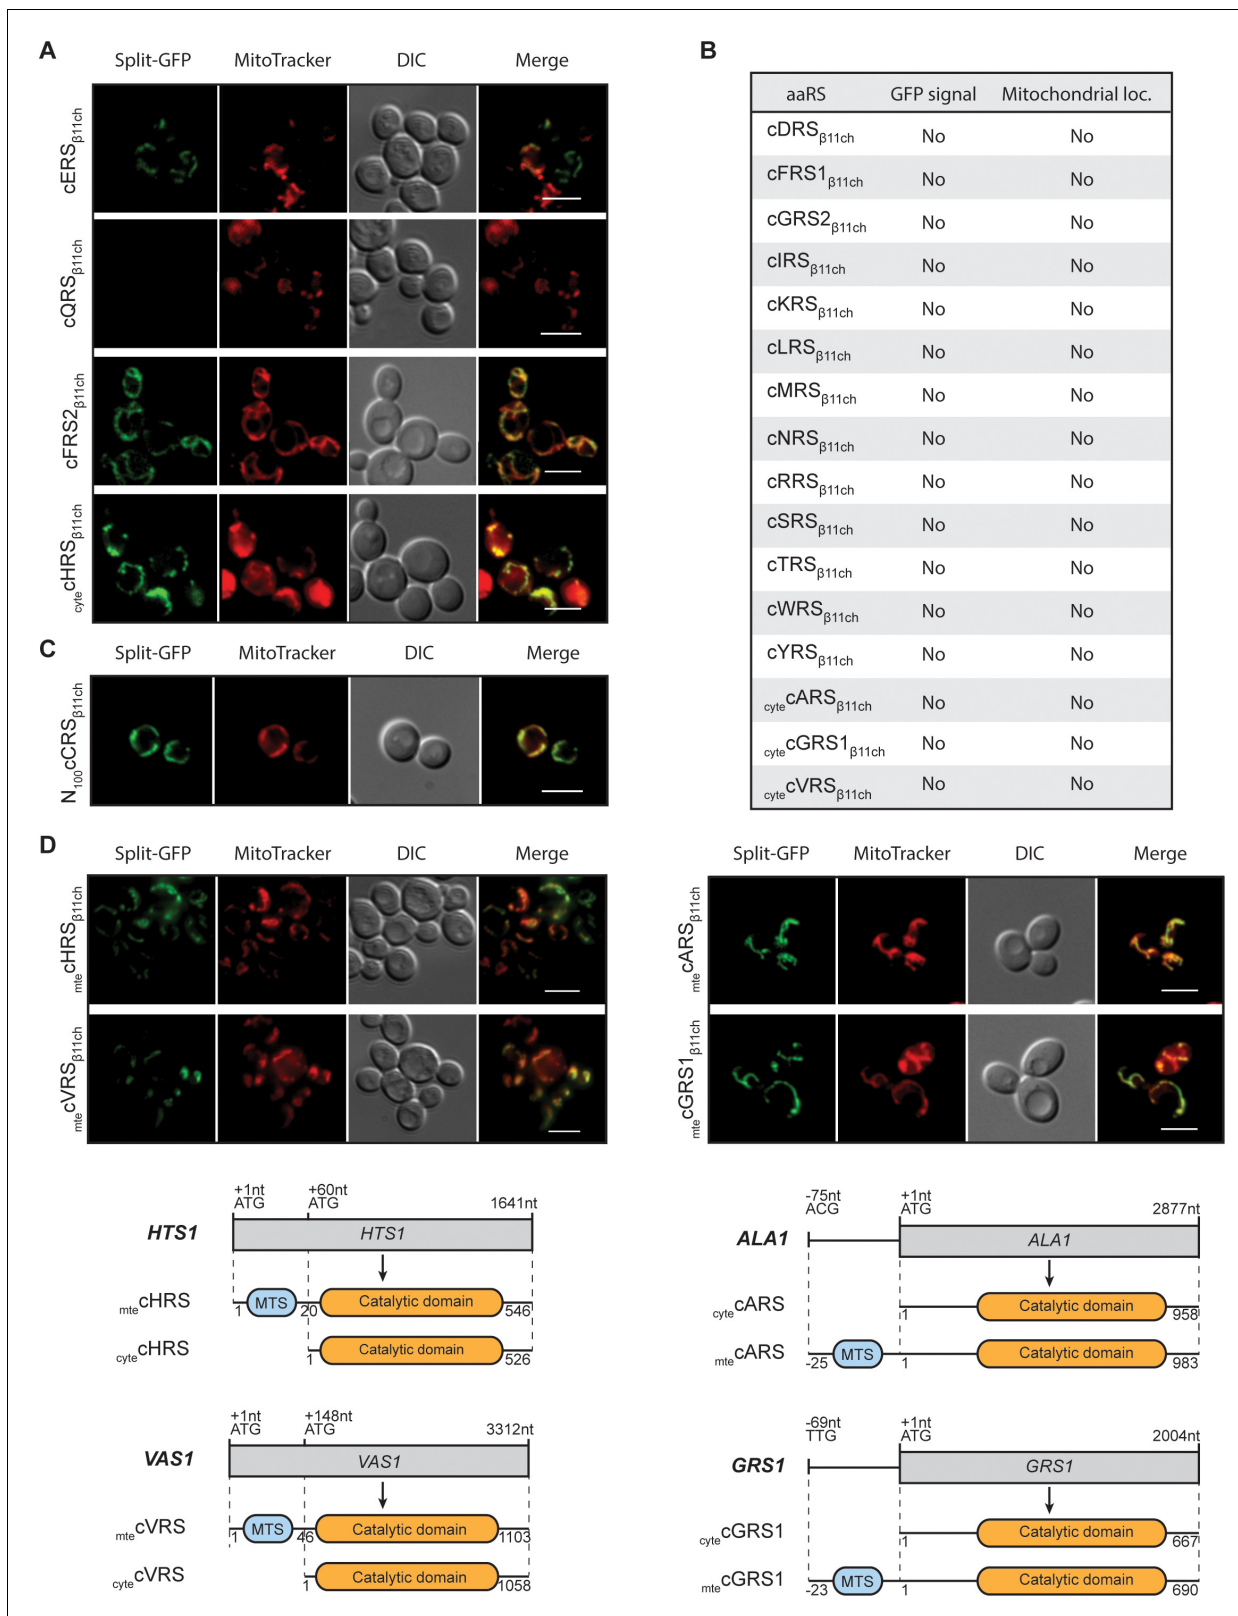 A
Split-GFP MitoTracker DIC Merge
cERSβ11ch
cQRSβ11ch
cFRS2β11ch
cytecHRSβ11ch
B
aaRS GFP signal Mitochondrial loc.
cDRSβ11ch No No
cFRS1β11ch No No
cGRS2β11ch No No
cIRSβ11ch No No
cKRSβ11ch No No
cLRSβ11ch No No
cMRSβ11ch No No
cNRSβ11ch No No
cRRSβ11ch No No
cSRSβ11ch No No
cTRSβ11ch No No
cWRSβ11ch No No
cYRSβ11ch No No
cytecARSβ11ch No No
cytecGRS1β11ch No No
cytecVRSβ11ch No No
C
Split-GFP MitoTracker DIC Merge
N100cCRSβ11ch
D
Split-GFP MitoTracker DIC Merge
mtecHRSβ11ch
mtecVRSβ11ch
Split-GFP MitoTracker DIC Merge
mtecARSβ11ch
mtecGRS1β11ch
+1nt +60nt 1641nt
ATG ATG
HTS1 HTS1
mtecHRS 1 MTS 20 Catalytic domain 546
cytecHRS 1 Catalytic domain 526
-75nt +1nt 2877nt
ACG ATG
ALA1 ALA1
cytecARS 1 Catalytic domain 958
mtecARS -25 MTS 1 Catalytic domain 983
+1nt +148nt 3312nt
ATG ATG
VAS1 VAS1
mtecVRS 1 MTS 46 Catalytic domain 1103
cytecVRS 1 Catalytic domain 1058
-69nt +1nt 2004nt
TTG ATG
GRS1 GRS1
cytecGRS1 1 Catalytic domain 667
mtecGRS1 -23 MTS 1 Catalytic domain 690